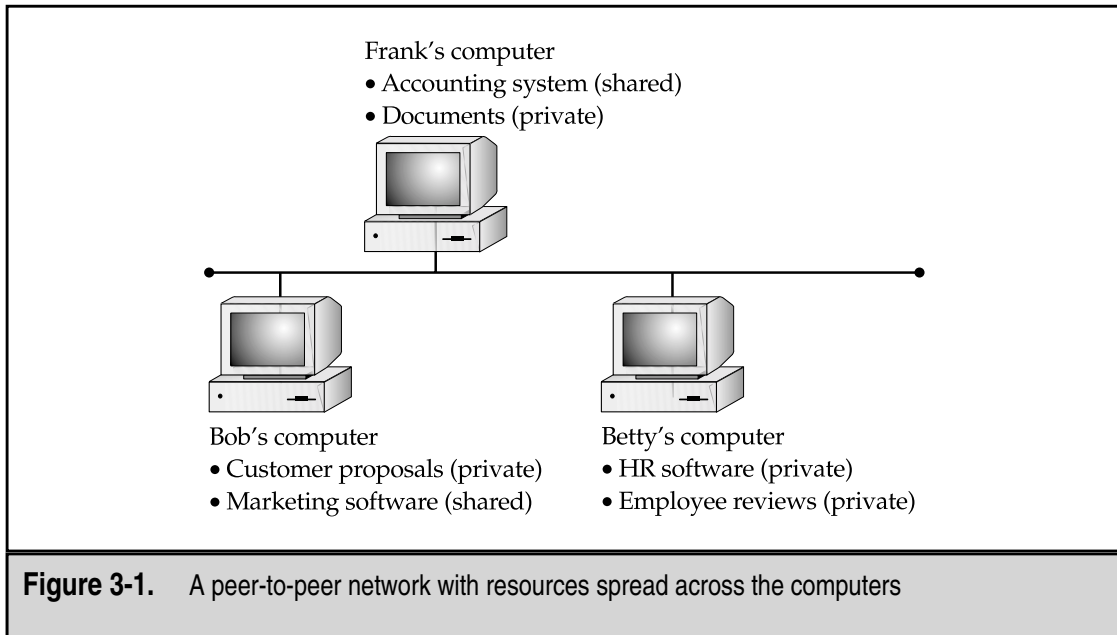 Frank’s computer
• Accounting system (shared)
• Documents (private)
Bob’s computer
• Customer proposals (private)
• Marketing software (shared)
Betty’s computer
• HR software (private)
• Employee reviews (private)
Figure 3-1. A peer-to-peer network with resources spread across the computers